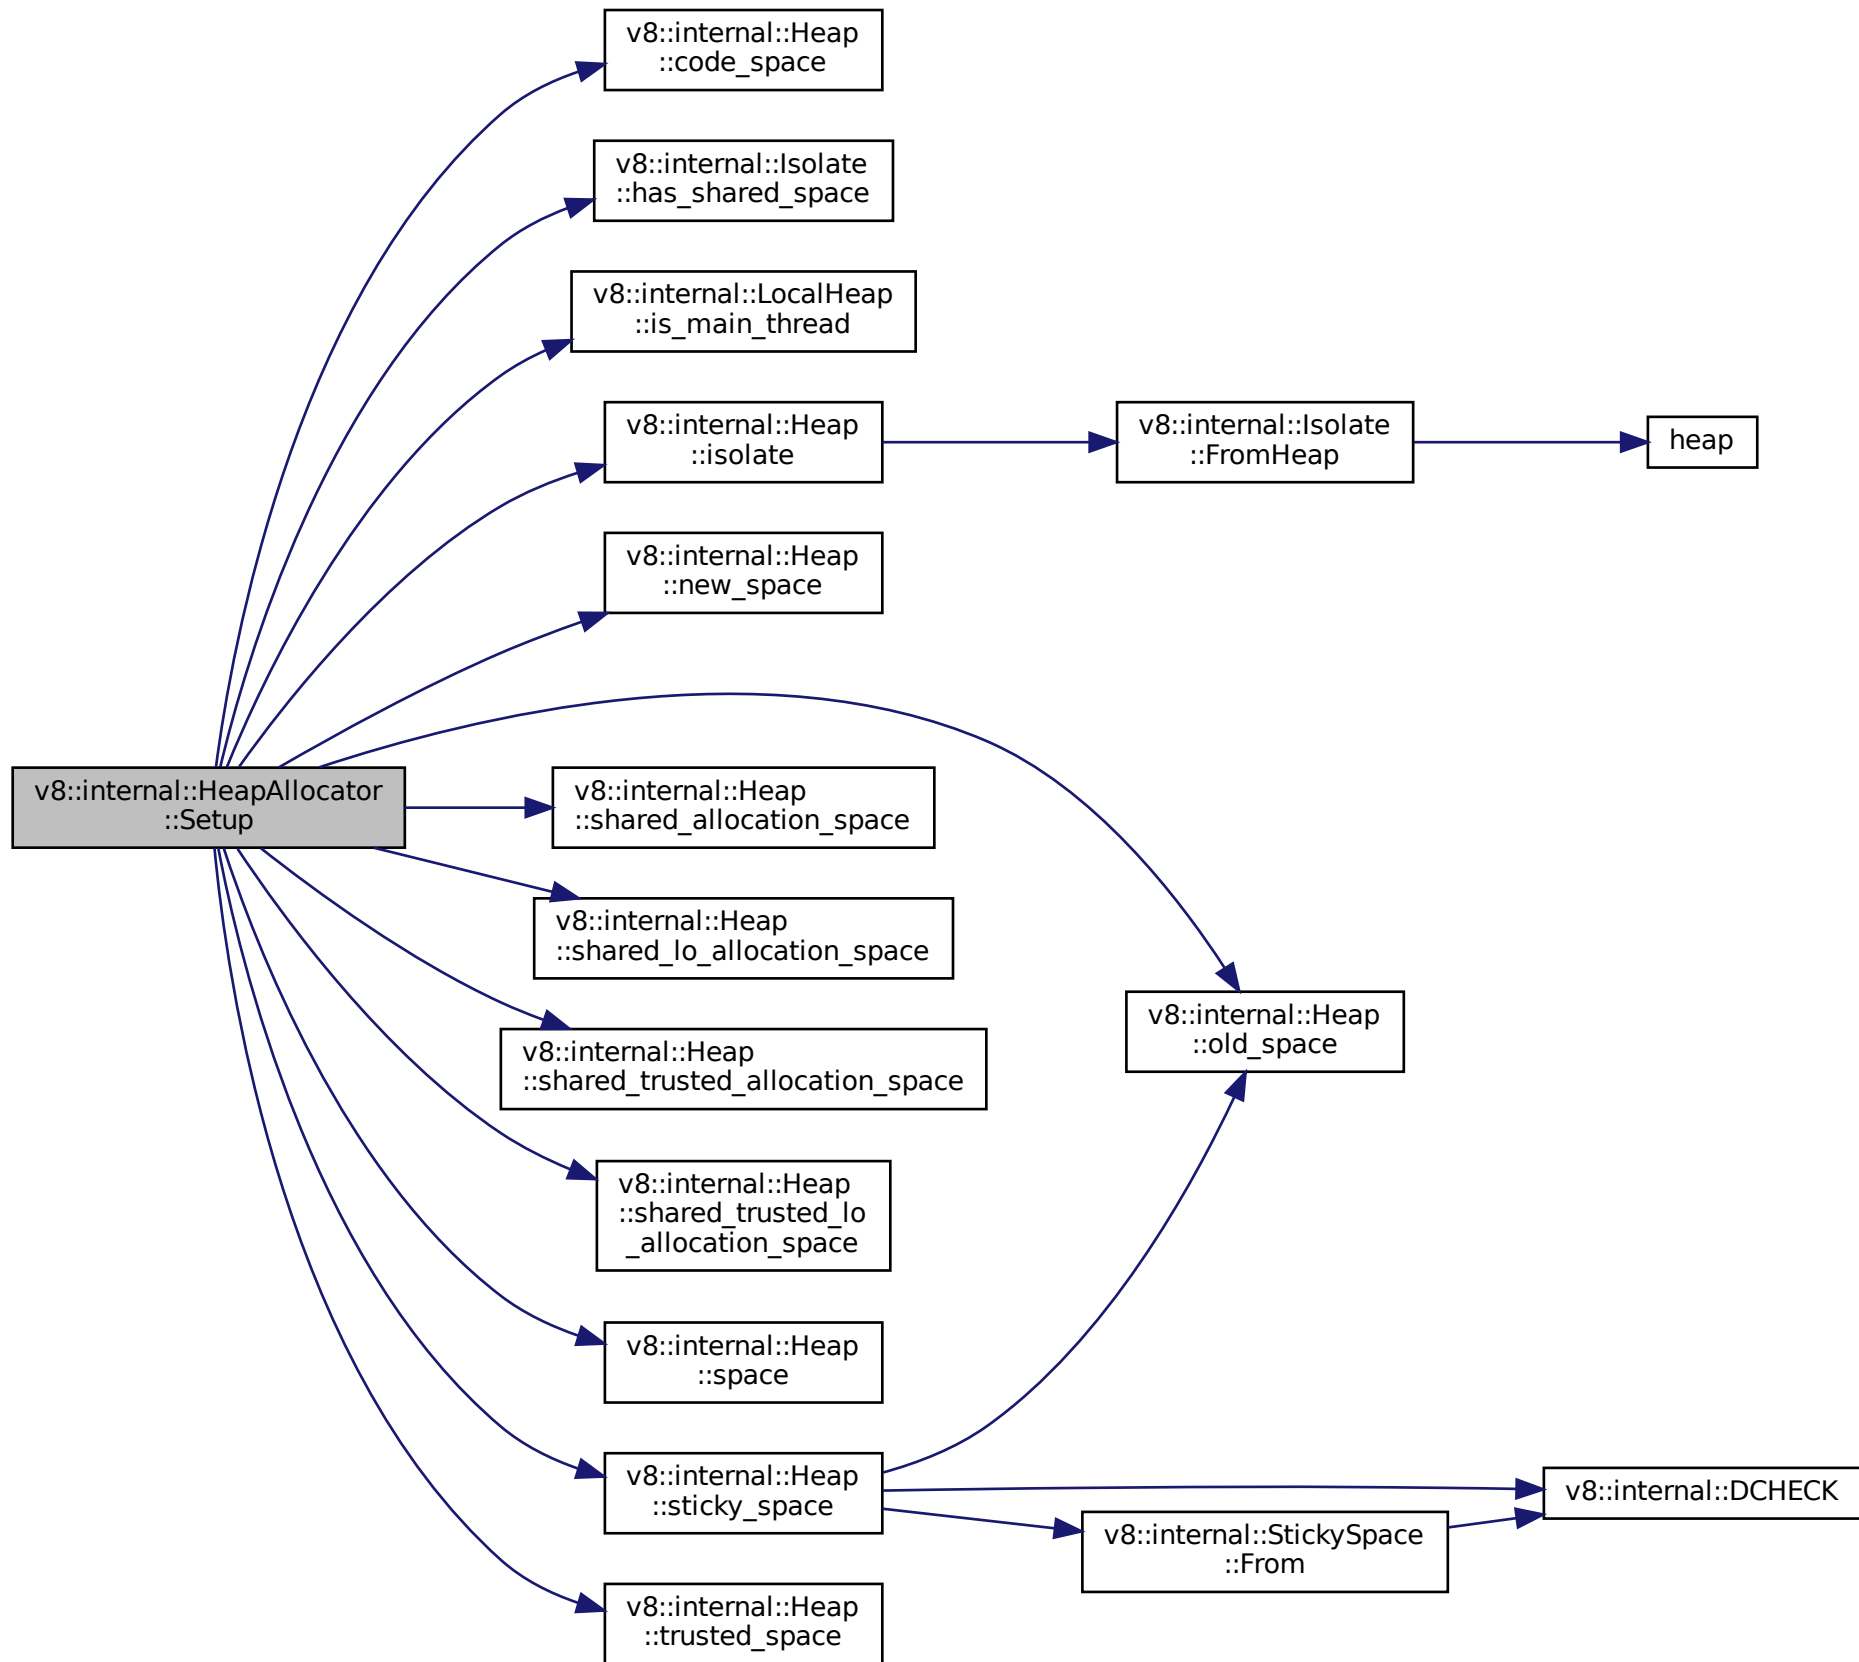 v8::internal::Heap
::code_space
v8::internal::Isolate
::has_shared_space
v8::internal::LocalHeap
::is_main_thread
v8::internal::Heap
::isolate
v8::internal::Isolate
::FromHeap
heap
v8::internal::Heap
::new_space
v8::internal::HeapAllocator
::Setup
v8::internal::Heap
::shared_allocation_space
v8::internal::Heap
::shared_lo_allocation_space
v8::internal::Heap
::old_space
v8::internal::Heap
::shared_trusted_allocation_space
v8::internal::Heap
::shared_trusted_lo
_allocation_space
v8::internal::Heap
::space
v8::internal::Heap
::sticky_space
v8::internal::DCHECK
v8::internal::StickySpace
::From
v8::internal::Heap
::trusted_space